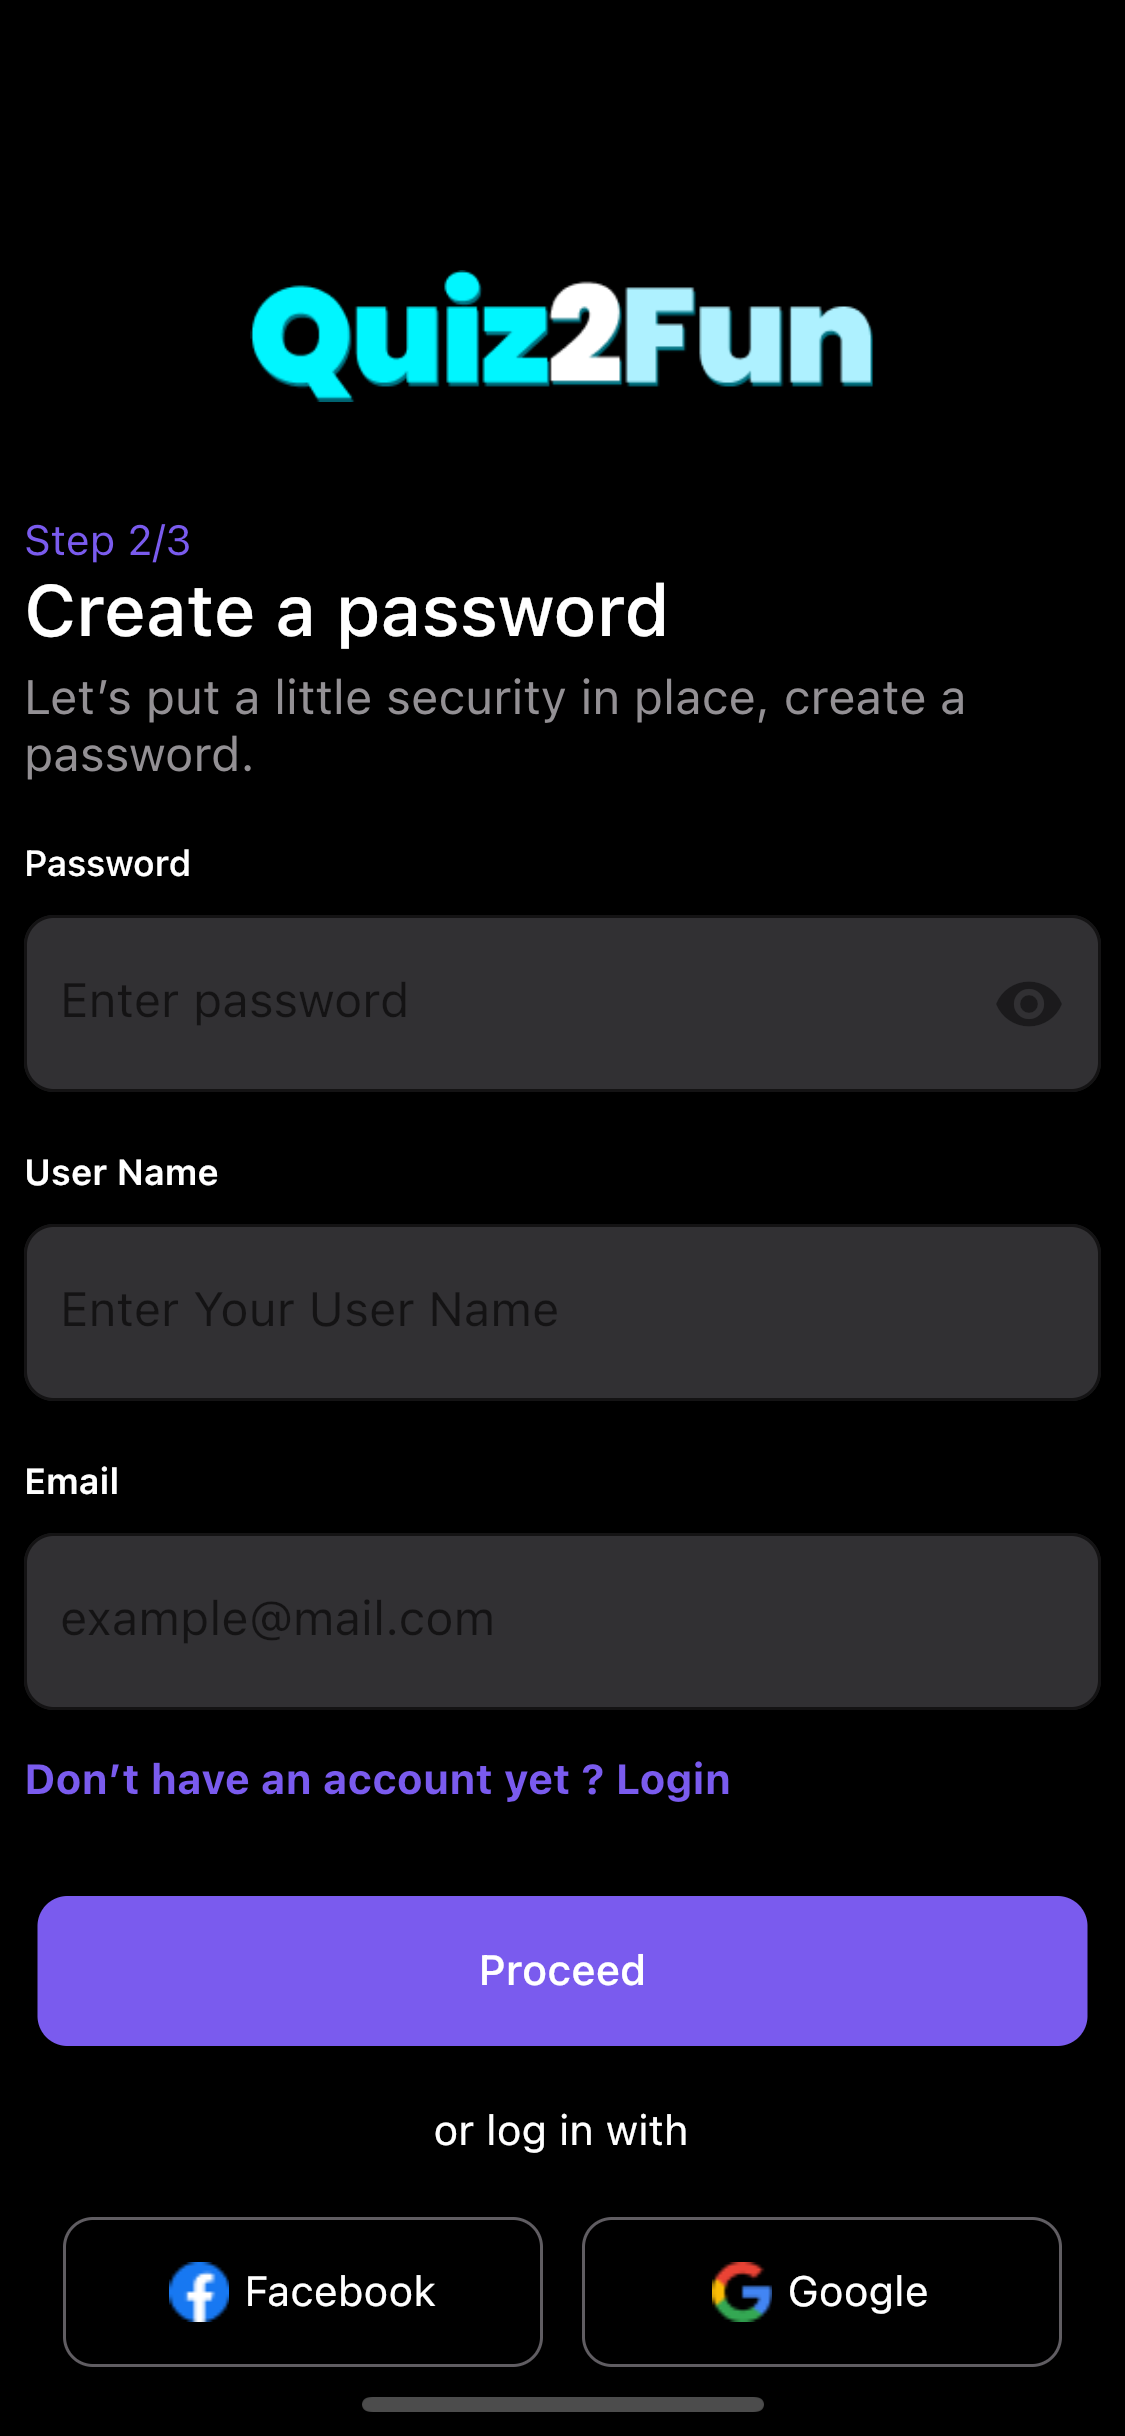 Quiz2Fun
Step 2/3
Create a password
Let’s put a little security in place, create a
password.
Password
Enter password
User Name
Enter Your User Name
Email
example@mail.com
Don’t have an account yet ? Login
Proceed
or log in with
Facebook
Google